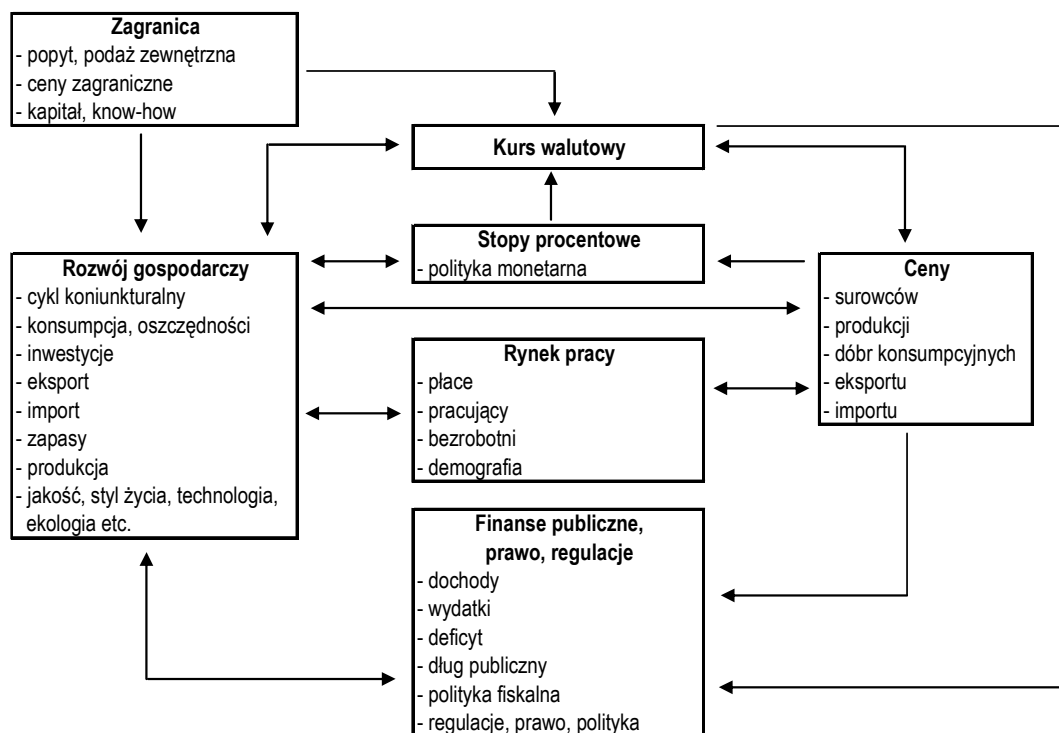 Zagranica
- popyt, podaż zewnętrzna
- ceny zagraniczne
- kapitał, know-how
Kurs walutowy
Stopy procentowe
- polityka monetarna
Rozwój gospodarczy
- cykl koniunkturalny
- konsumpcja, oszczędności
- inwestycje
- eksport
- import
- zapasy
- produkcja
- jakość, styl życia, technologia,
ekologia etc.
Ceny
- surowców
- produkcji
- dóbr konsumpcyjnych
- eksportu
- importu
Rynek pracy
- płace
- pracujący
- bezrobotni
- demografia
Finanse publiczne,
prawo, regulacje
- dochody
- wydatki
- deficyt
- dług publiczny
- polityka fiskalna
- regulacje, prawo, polityka